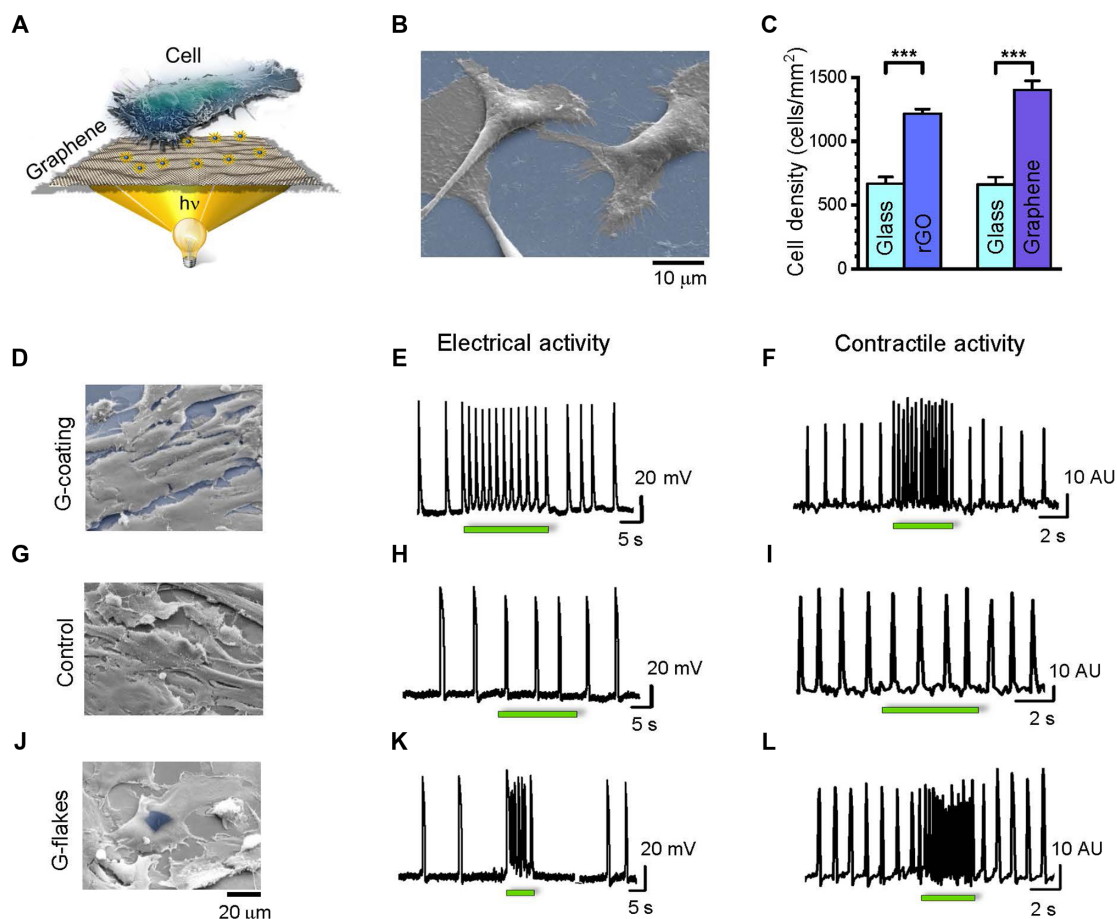 A
Cell
Graphene
hν
B
10 μm
C
Cell density (cells/mm²)
1500
1000
500
0
***
***
Glass
rGO
Glass
Graphene
Electrical activity
Contractile activity
D
G-coating
E
20 mV
5 s
F
10 AU
2 s
G
Control
H
20 mV
5 s
I
10 AU
2 s
J
G-flakes
20 μm
K
20 mV
5 s
L
10 AU
2 s